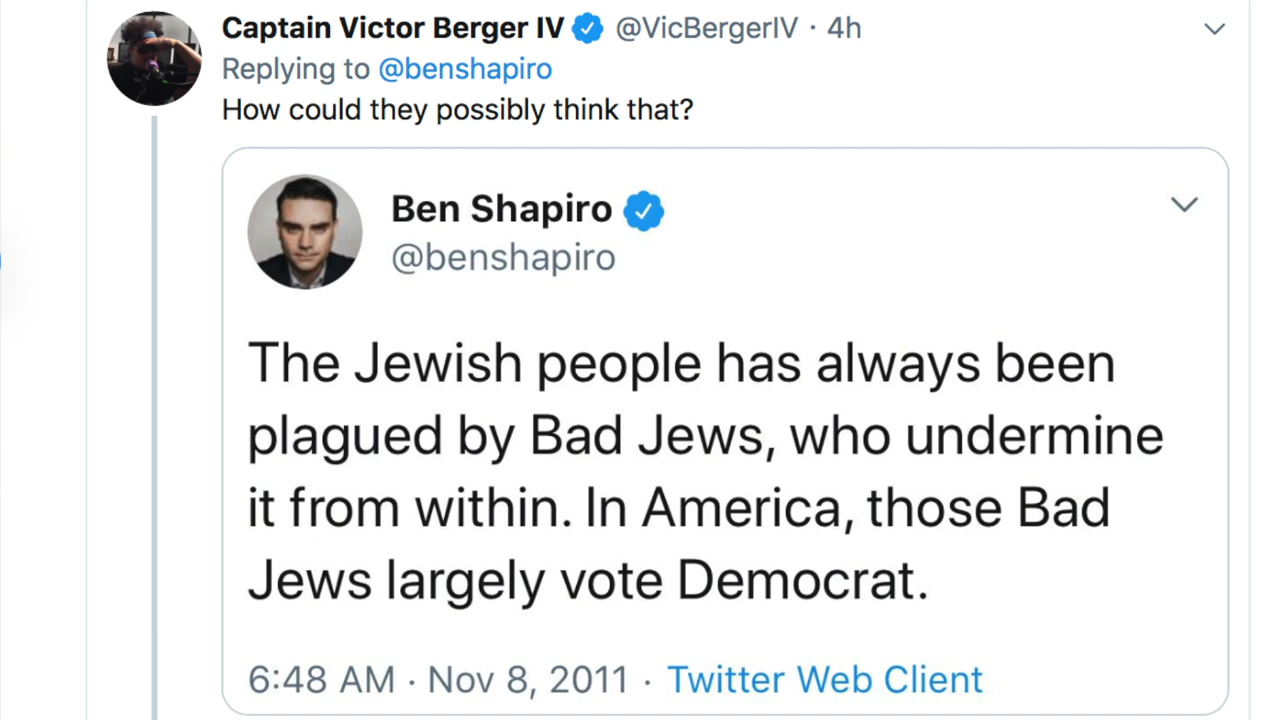 Captain Victor Berger IV @VicBergerIV · 4h
Replying to @benshapiro
How could they possibly think that?
Ben Shapiro
@benshapiro
The Jewish people has always been
plagued by Bad Jews, who undermine
it from within. In America, those Bad
Jews largely vote Democrat.
6:48 AM · Nov 8, 2011 · Twitter Web Client